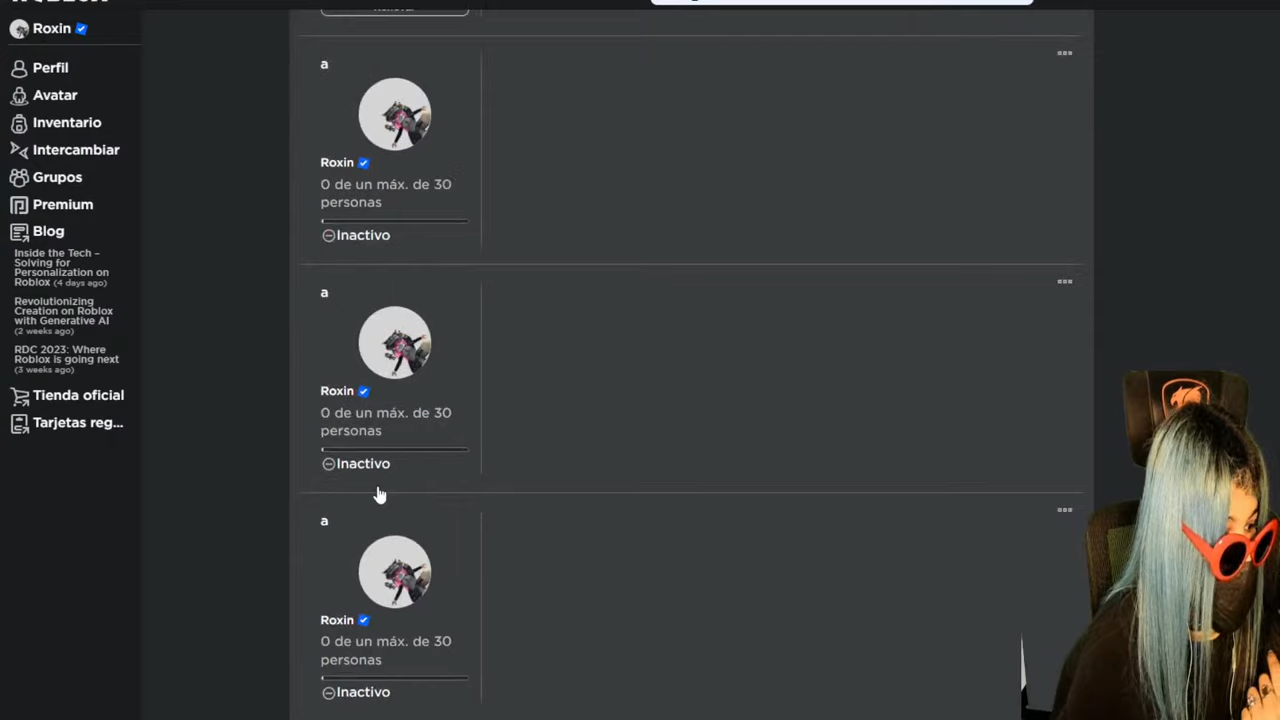 Roxin
Perfil
Avatar
Inventario
Intercambiar
Grupos
Premium
Blog
Inside the Tech –
Solving for
Personalization on
Roblox (4 days ago)
Revolutionizing
Creation on Roblox
with Generative AI
(2 weeks ago)
RDC 2023: Where
Roblox is going next
(3 weeks ago)
Tienda oficial
Tarjetas reg...
a
Roxin
0 de un máx. de 30
personas
Inactivo
a
Roxin
0 de un máx. de 30
personas
Inactivo
a
Roxin
0 de un máx. de 30
personas
Inactivo